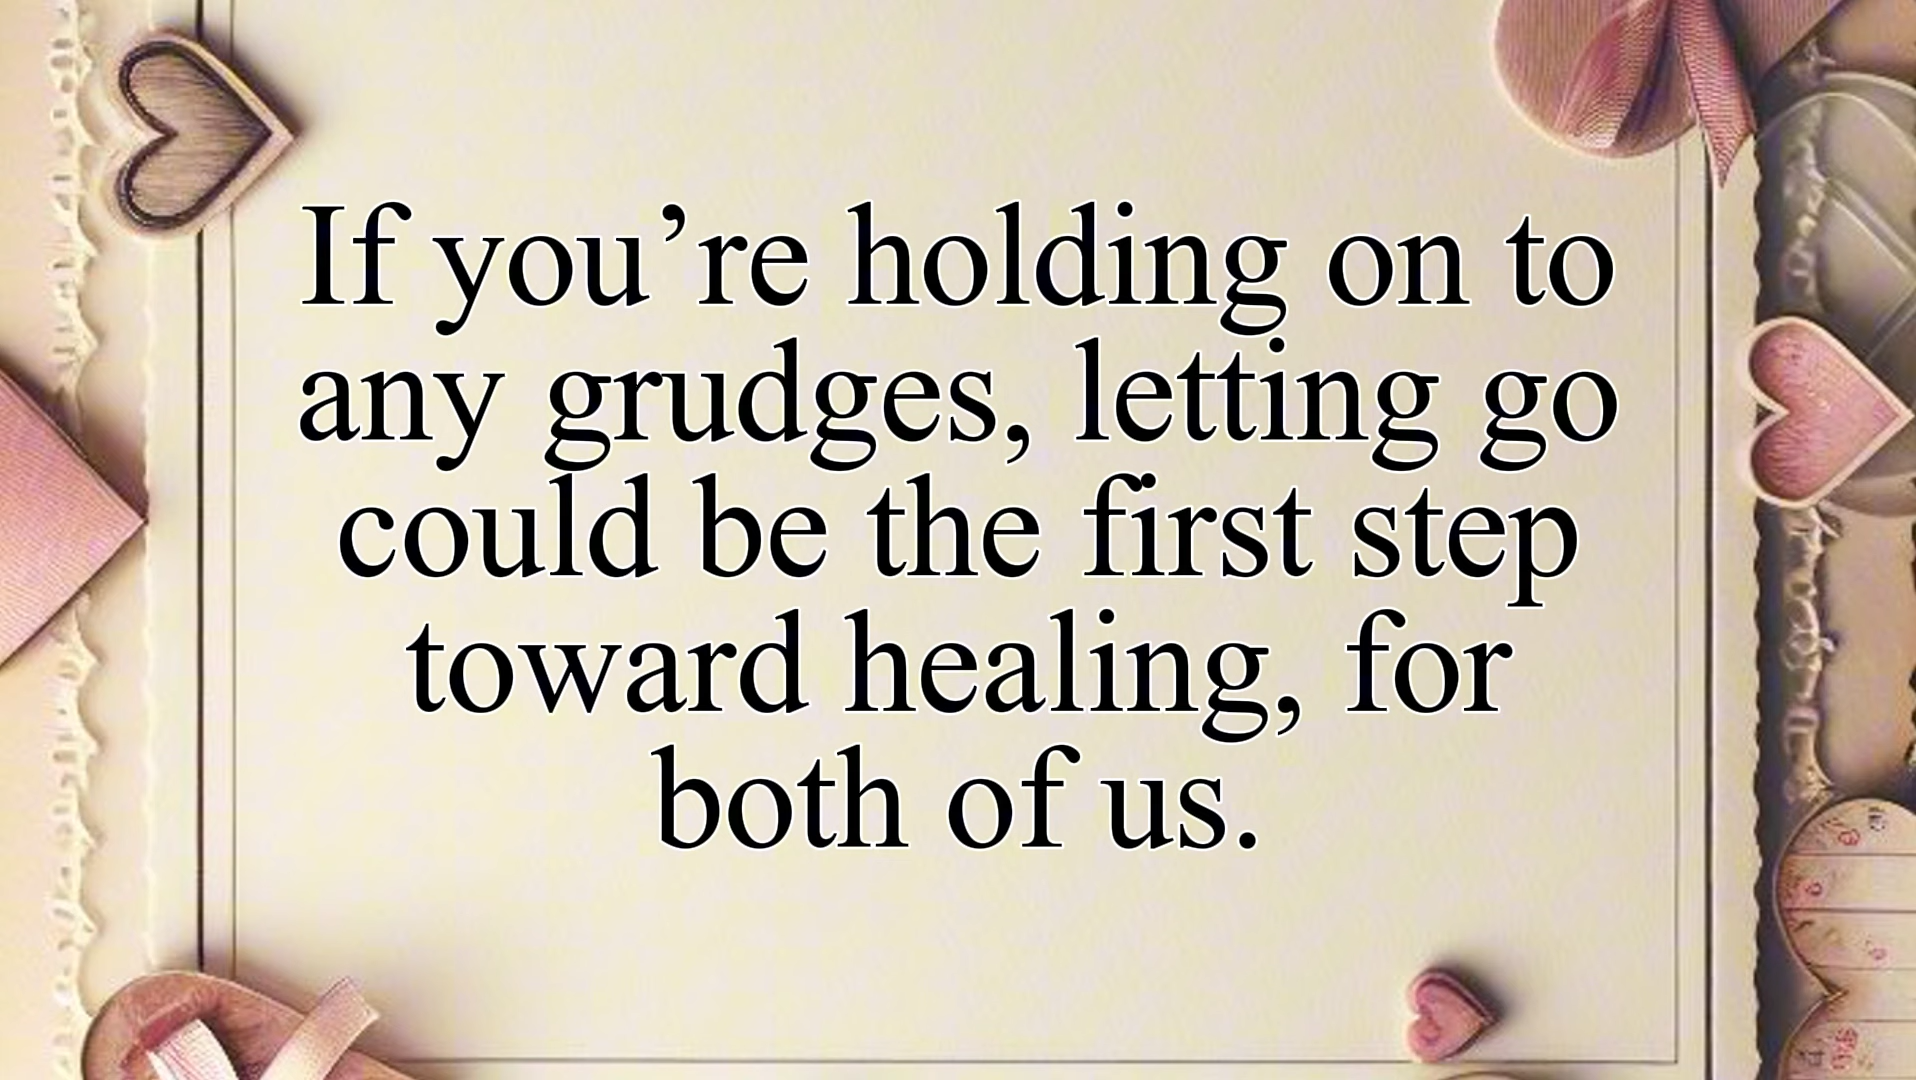 If you’re holding on to
any grudges, letting go
could be the first step
toward healing, for
both of us.